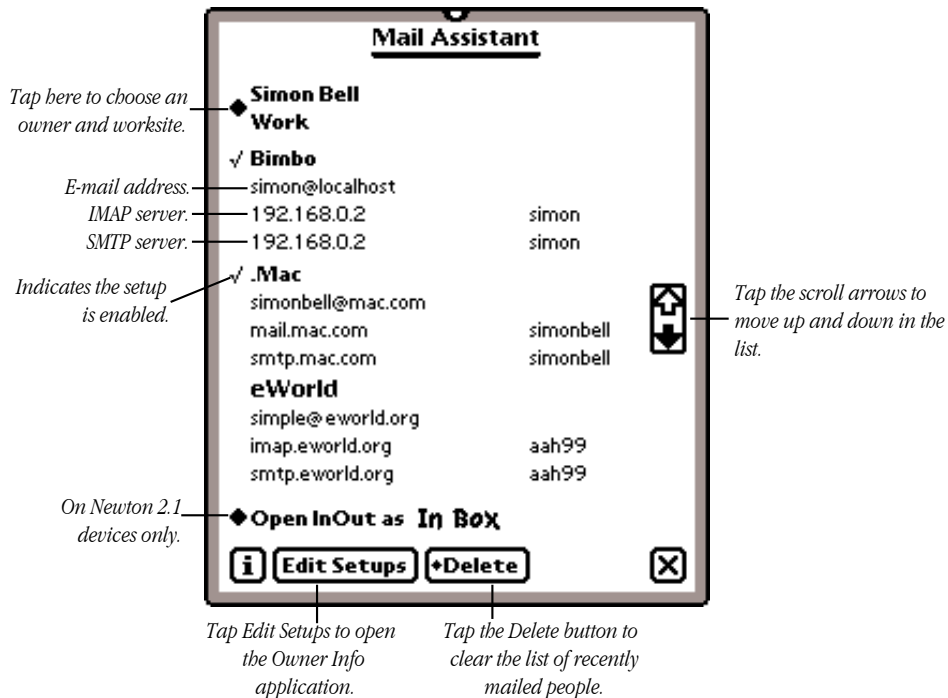 Mail Assistant
Tap here to choose an
owner and worksite.
Simon Bell
Work
√ Bimbo
E-mail address.
simon@localhost
IMAP server.
192.168.0.2 simon
SMTP server.
192.168.0.2 simon
Indicates the setup
is enabled.
√ .Mac
simonbell@mac.com
mail.mac.com simonbell
smtp.mac.com simonbell
Tap the scroll arrows to
move up and down in the
list.
eWorld
simple@eworld.org
imap.eworld.org aah99
smtp.eworld.org aah99
On Newton 2.1
devices only.
Open InOut as In Box
i Edit Setups Delete X
Tap Edit Setups to open
the Owner Info
application.
Tap the Delete button to
clear the list of recently
mailed people.